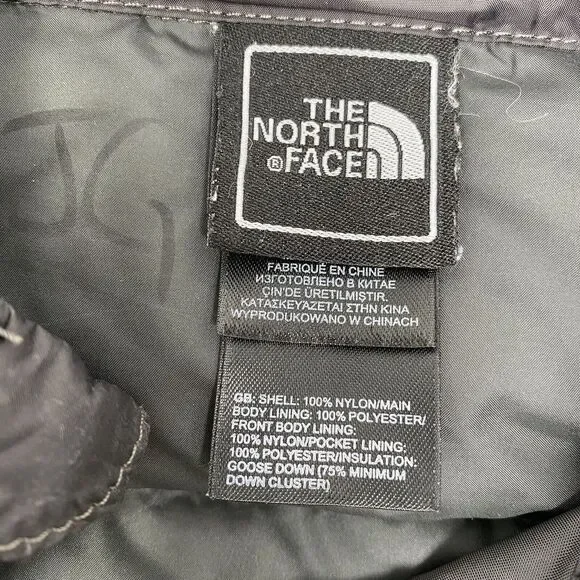 THE
NORTH
FACE
®
JG
FABRIQUÉ EN CHINE
ИЗГОТОВЛЕНО В КИТАЕ
ÇIN'DE ÜRETILMIŞTIR.
ΚΑΤΑΣΚΕΥΑΖΕΤΑΙ ΣΤΗΝ ΚΙΝΑ
WYPRODUKOWANO W CHINACH
GB: SHELL: 100% NYLON/MAIN
BODY LINING: 100% POLYESTER/
FRONT BODY LINING:
100% NYLON/POCKET LINING:
100% POLYESTER/INSULATION:
GOOSE DOWN (75% MINIMUM
DOWN CLUSTER)